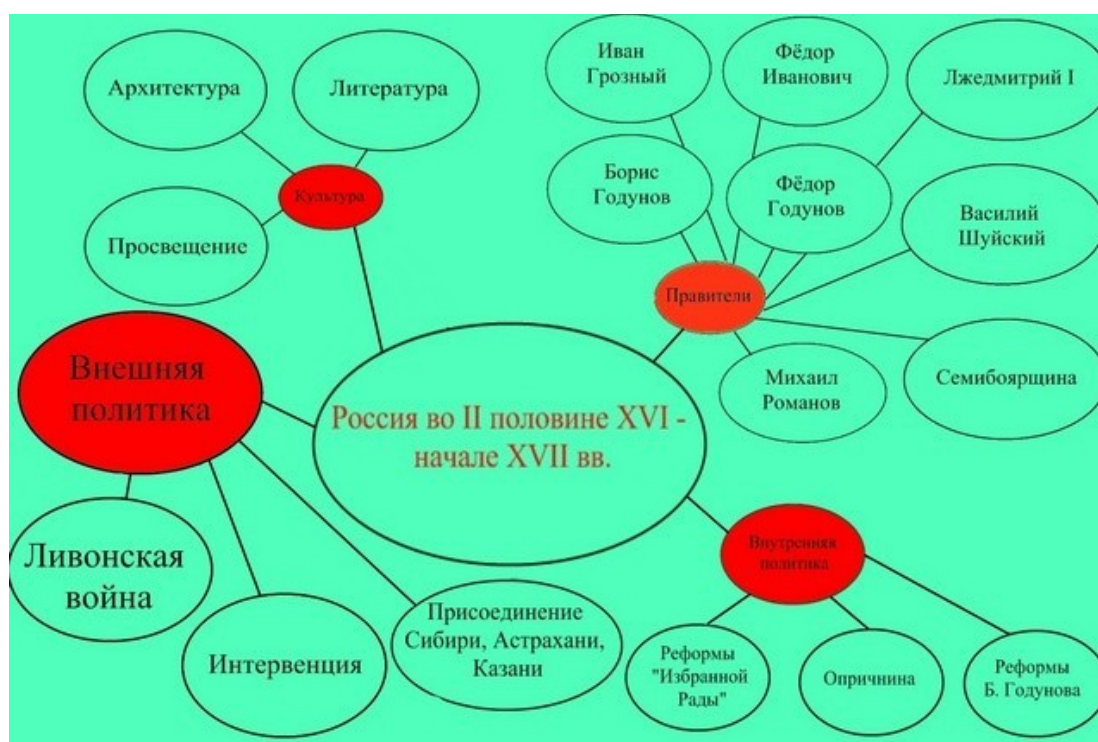 Архитектура
Литература
Культура
Просвещение
Иван
Грозный
Фёдор
Иванович
Лжедмитрий I
Борис
Годунов
Фёдор
Годунов
Василий
Шуйский
Правители
Михаил
Романов
Семибоярщина
Россия во II половине XVI -
начале XVII вв.
Внешняя
политика
Ливонская
война
Интервенция
Присоединение
Сибири, Астрахани,
Казани
Внутренняя
политика
Реформы
"Избранной
Рады"
Опричнина
Реформы
Б. Годунова